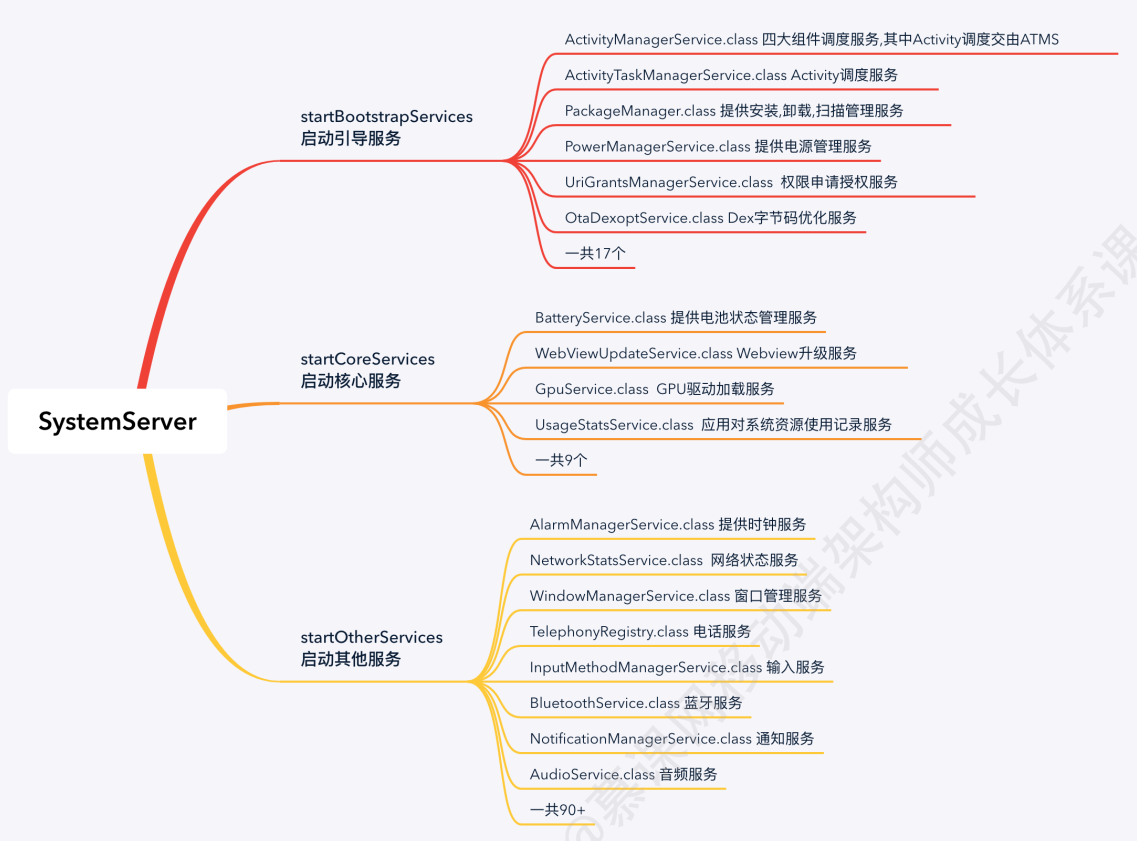 SystemServer
startBootstrapServices
启动引导服务
ActivityManagerService.class 四大组件调度服务,其中Activity调度交由ATMS
ActivityTaskManagerService.class Activity调度服务
PackageManager.class 提供安装,卸载,扫描管理服务
PowerManagerService.class 提供电源管理服务
UriGrantsManagerService.class 权限申请授权服务
OtaDexoptService.class Dex字节码优化服务
一共17个
startCoreServices
启动核心服务
BatteryService.class 提供电池状态管理服务
WebViewUpdateService.class Webview升级服务
GpuService.class GPU驱动加载服务
UsageStatsService.class 应用对系统资源使用记录服务
一共9个
startOtherServices
启动其他服务
AlarmManagerService.class 提供时钟服务
NetworkStatsService.class 网络状态服务
WindowManagerService.class 窗口管理服务
TelephonyRegistry.class 电话服务
InputMethodManagerService.class 输入服务
BluetoothService.class 蓝牙服务
NotificationManagerService.class 通知服务
AudioService.class 音频服务
一共90+
@慕课网移动端架构师成长体系课